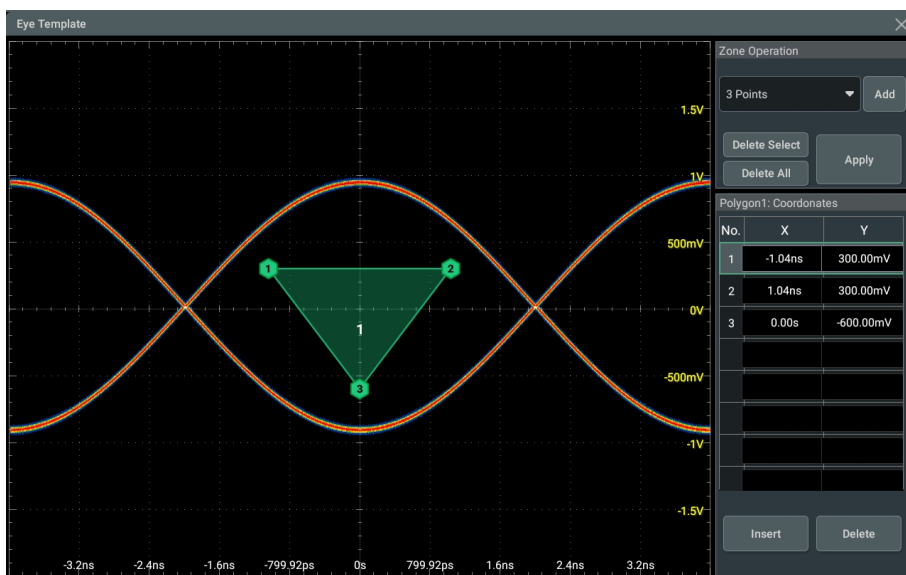 Eye Template
Zone Operation
3 Points
Add
Delete Select
Delete All
Apply
Polygon1: Coordonates
No. X Y
1 -1.04ns 300.00mV
2 1.04ns 300.00mV
3 0.00s -600.00mV
Insert
Delete
1.5V
1V
500mV
0V
-500mV
-1V
-1.5V
1
2
1
3
-3.2ns -2.4ns -1.6ns -799.92ps 0s 799.92ps 1.6ns 2.4ns 3.2ns